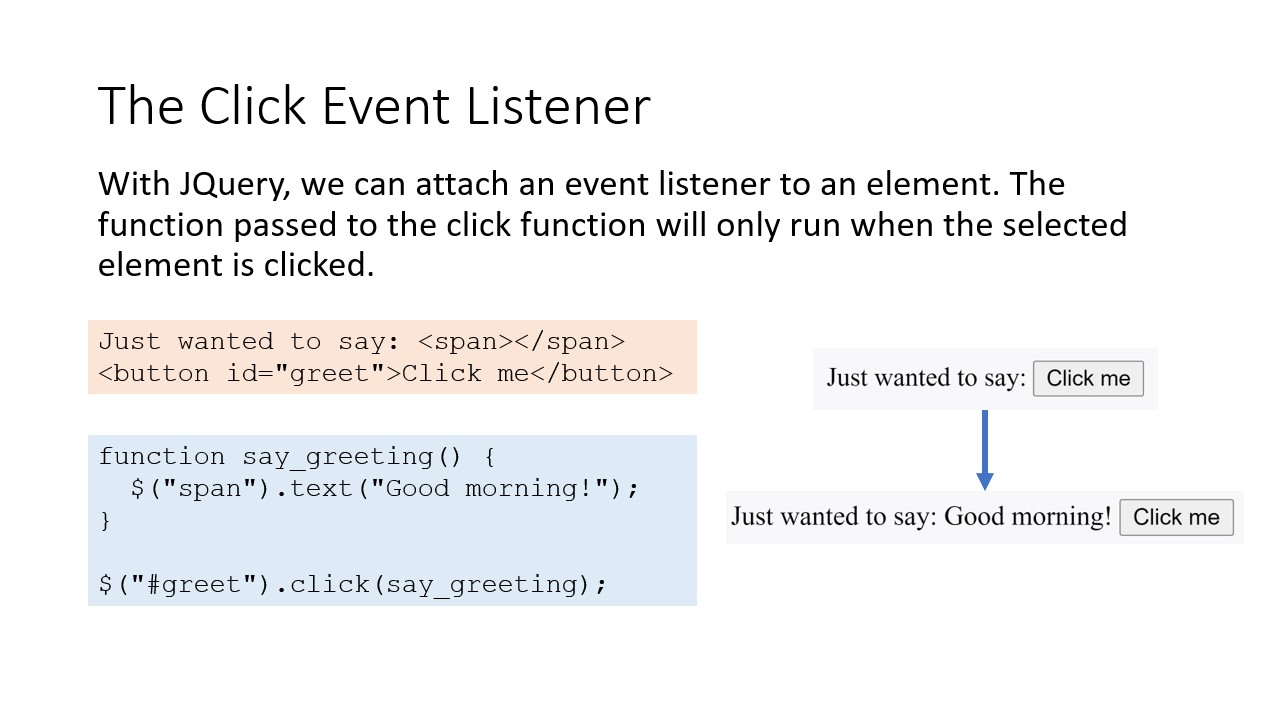 The Click Event Listener
With JQuery, we can attach an event listener to an element. The
function passed to the click function will only run when the selected
element is clicked.
Just wanted to say: <span></span>
<button id="greet">Click me</button>
function say_greeting() {
  $("span").text("Good morning!");
}
$("#greet").click(say_greeting);
Just wanted to say: Click me
Just wanted to say: Good morning! Click me